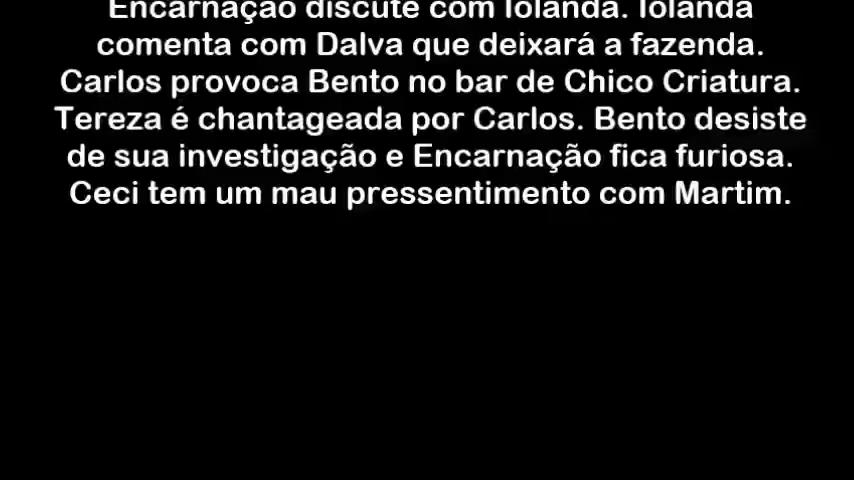 Encarnação discute com Iolanda. Iolanda
comenta com Dalva que deixará a fazenda.
Carlos provoca Bento no bar de Chico Criatura.
Tereza é chantageada por Carlos. Bento desiste
de sua investigação e Encarnação fica furiosa.
Ceci tem um mau pressentimento com Martim.